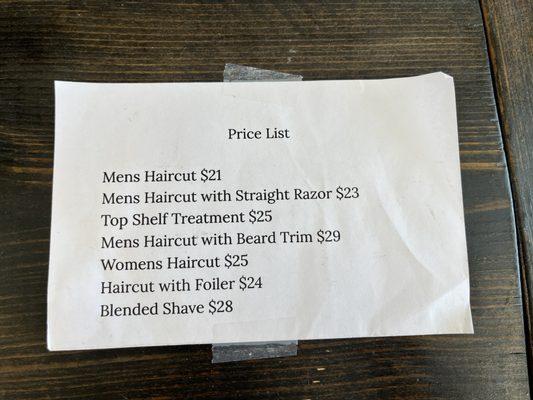 Price List
Mens Haircut $21
Mens Haircut with Straight Razor $23
Top Shelf Treatment $25
Mens Haircut with Beard Trim $29
Womens Haircut $25
Haircut with Foiler $24
Blended Shave $28